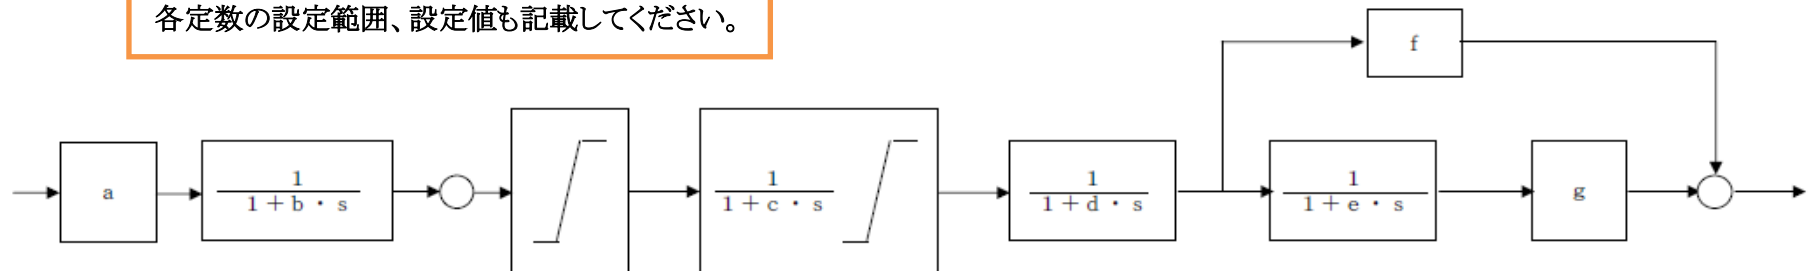 各定数の設定範囲、設定値も記載してください。
f
a
1
1+b・s
1
1+c・s
1
1+d・s
1
1+e・s
g